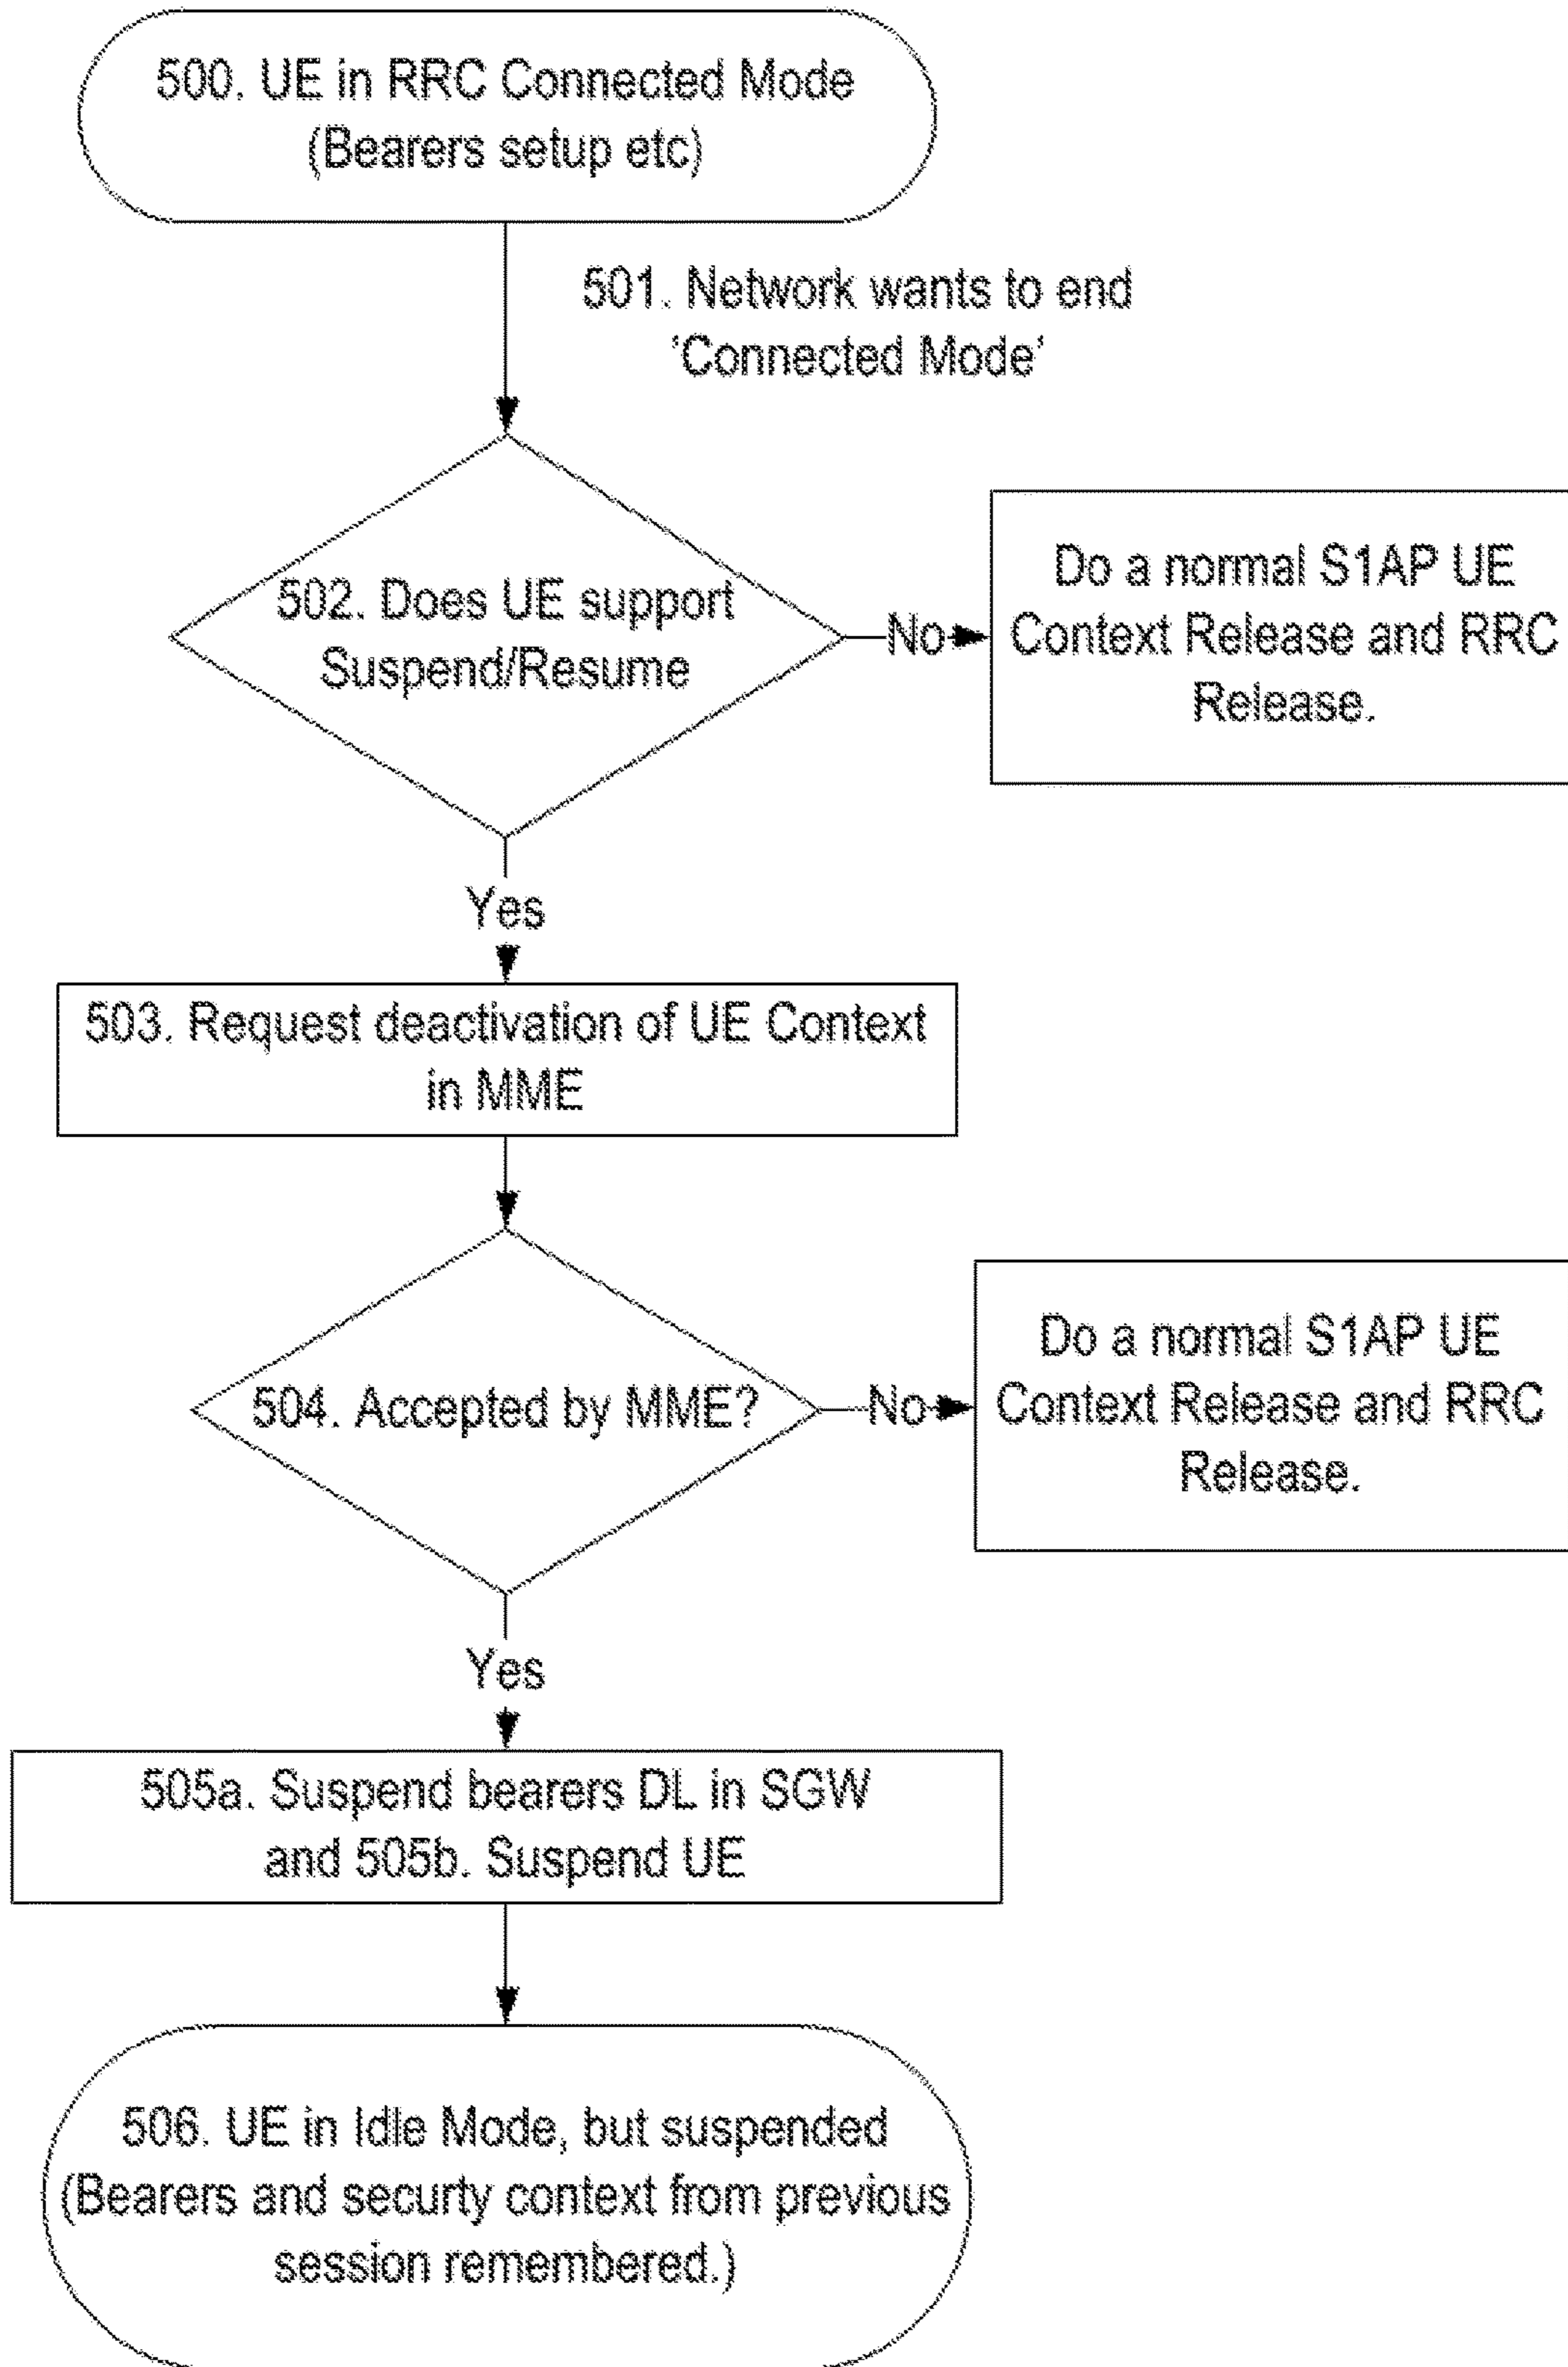 500. UE in RRC Connected Mode
(Bearers setup etc)
501. Network wants to end
'Connected Mode'
502. Does UE support
Suspend/Resume
No
Do a normal S1AP UE
Context Release and RRC
Release.
Yes
503. Request deactivation of UE Context
in MME
504. Accepted by MME?
No
Do a normal S1AP UE
Context Release and RRC
Release.
Yes
505a. Suspend bearers DL in SGW
and 505b. Suspend UE
506. UE in Idle Mode, but suspended
(Bearers and securty context from previous
session remembered.)